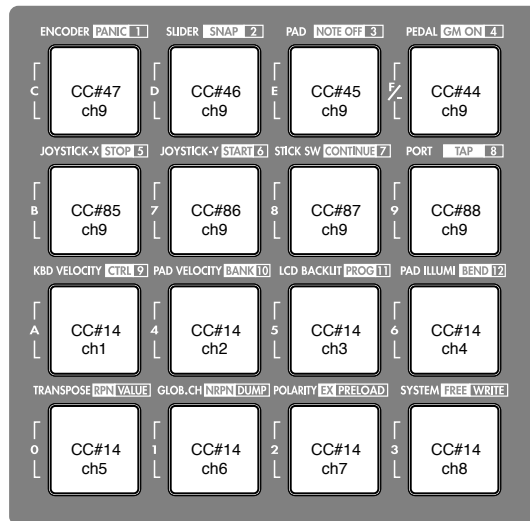 ENCODER PANIC 1 SLIDER SNAP 2 PAD NOTE OFF 3 PEDAL GM ON 4
C CC#47 D CC#46 E CC#45 F/- CC#44
ch9 ch9 ch9 ch9
JOYSTICK-X STOP 5 JOYSTICK-Y START 6 STICK SW CONTINUE 7 PORT TAP 8
B CC#85 7 CC#86 8 CC#87 9 CC#88
ch9 ch9 ch9 ch9
KBD VELOCITY CTRL 9 PAD VELOCITY BANK 10 LCD BACKLIT PROG 11 PAD ILLUMI BEND 12
A CC#14 4 CC#14 5 CC#14 6 CC#14
ch1 ch2 ch3 ch4
TRANSPOSE RPN VALUE GLOB.CH NRPN DUMP POLARITY EX PRELOAD SYSTEM FREE WRITE
0 CC#14 1 CC#14 2 CC#14 3 CC#14
ch5 ch6 ch7 ch8